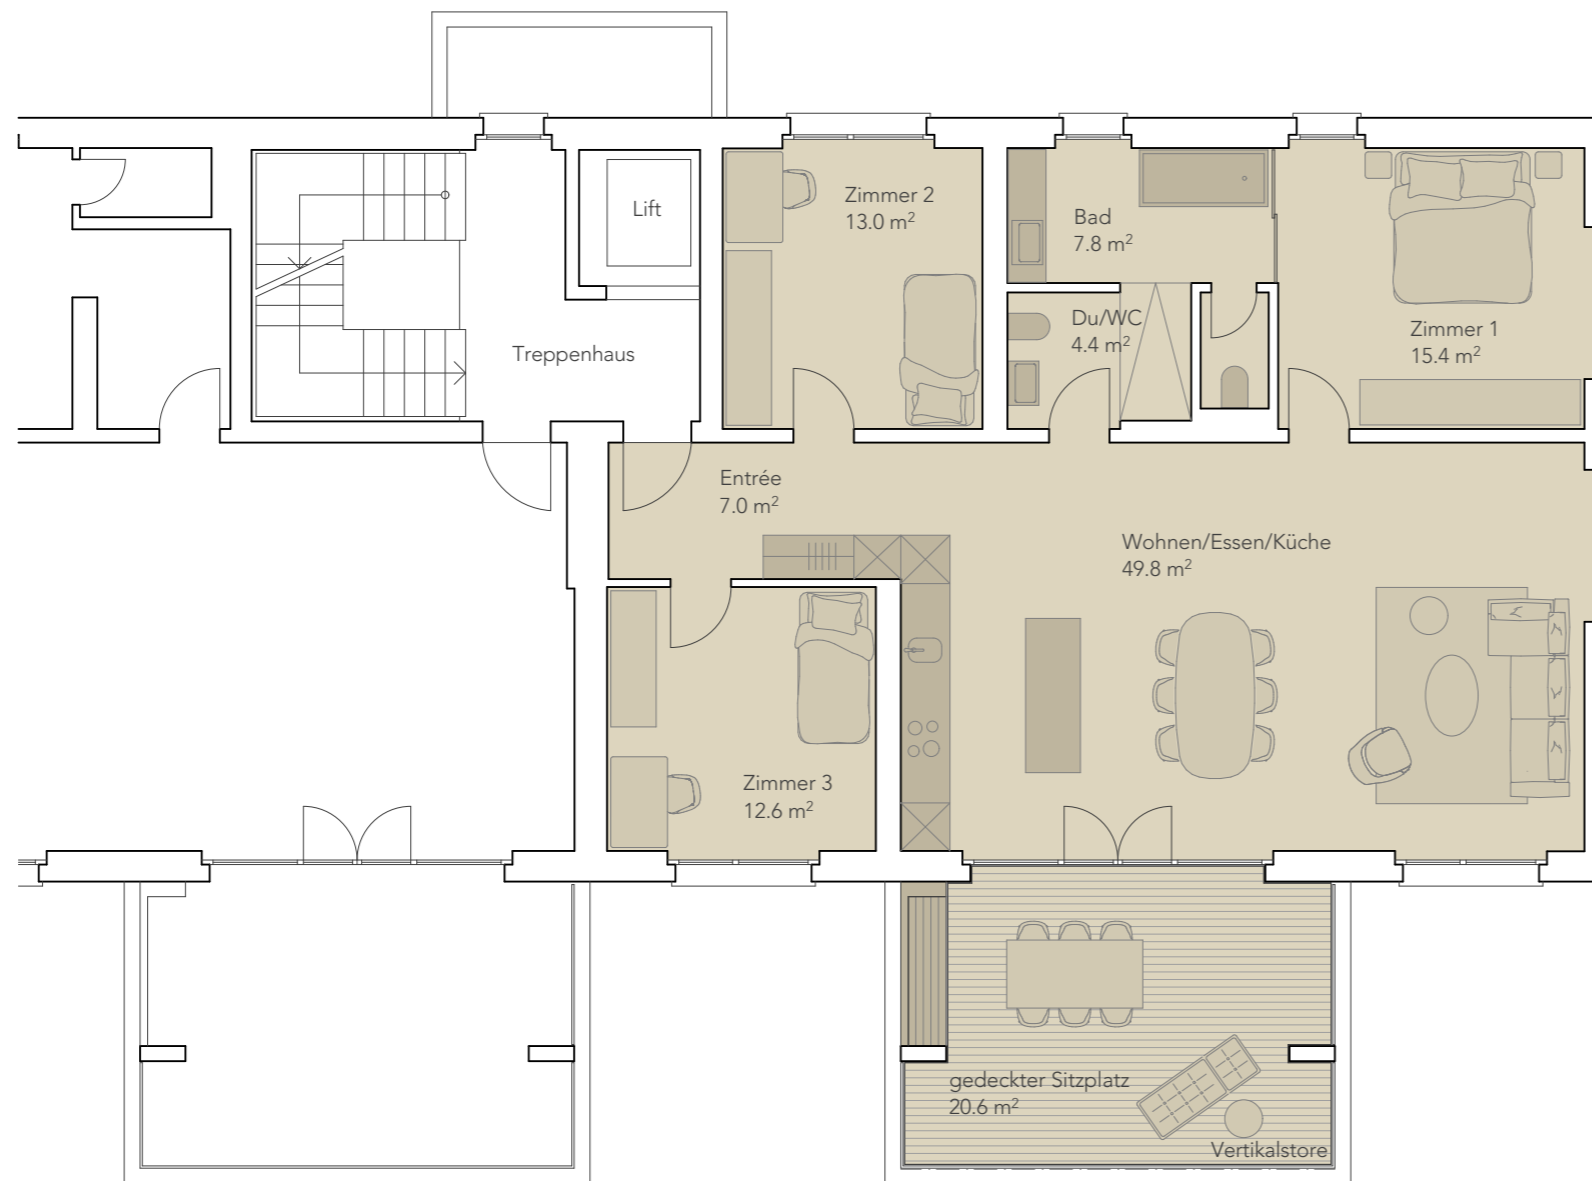 Lift
Zimmer 2
13.0 m²
Bad
7.8 m²
Du/WC
4.4 m²
Zimmer 1
15.4 m²
Treppenhaus
Entrée
7.0 m²
Wohnen/Essen/Küche
49.8 m²
Zimmer 3
12.6 m²
gedeckter Sitzplatz
20.6 m²
Vertikalstore